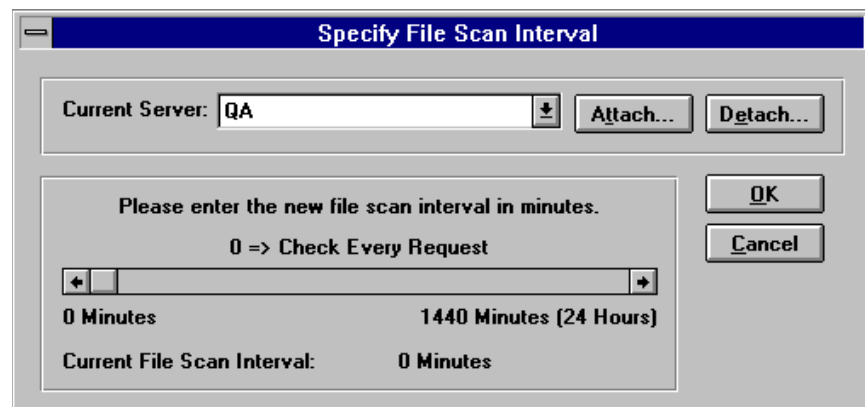 Specify File Scan Interval
Current Server: QA Attach... Detach...
Please enter the new file scan interval in minutes. OK
0 => Check Every Request Cancel
0 Minutes 1440 Minutes (24 Hours)
Current File Scan Interval: 0 Minutes